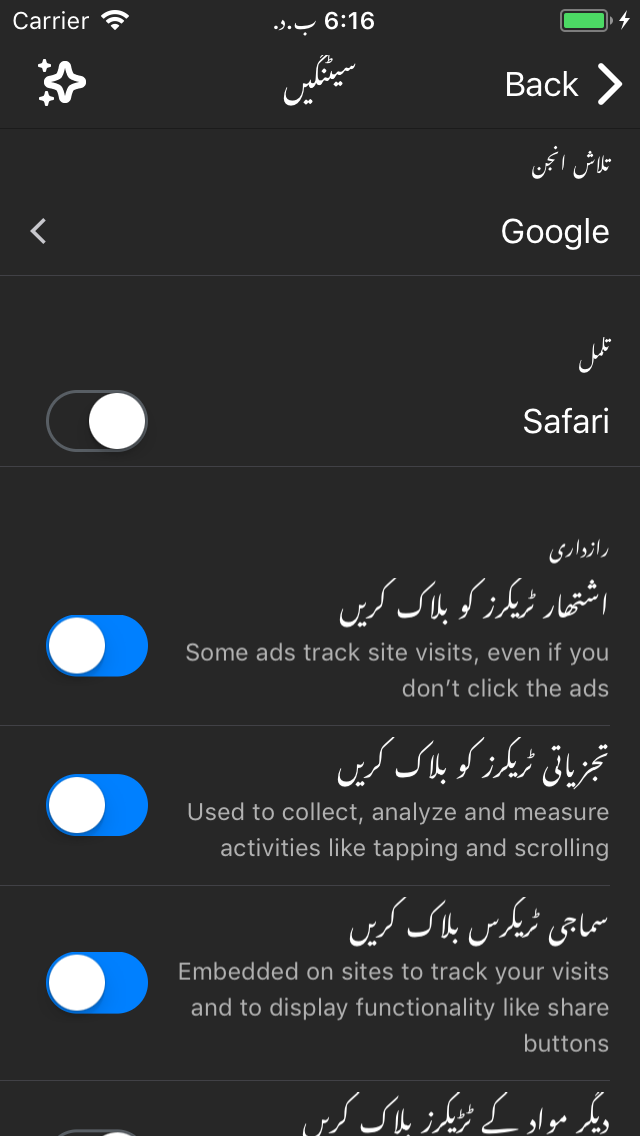 Carrier 6:16 ب.د.
سیٹنگیں
Back
تلاش انجن
Google
تلمل
Safari
رازداری
اشتھار ٹریکرز کو بلاک کریں
Some ads track site visits, even if you
don’t click the ads
تجزیاتی ٹریکرز کو بلاک کریں
Used to collect, analyze and measure
activities like tapping and scrolling
سماجی ٹریکرس بلاک کریں
Embedded on sites to track your visits
and to display functionality like share
buttons
دیگر مواد کے ٹڑیکرز بلاک کریں